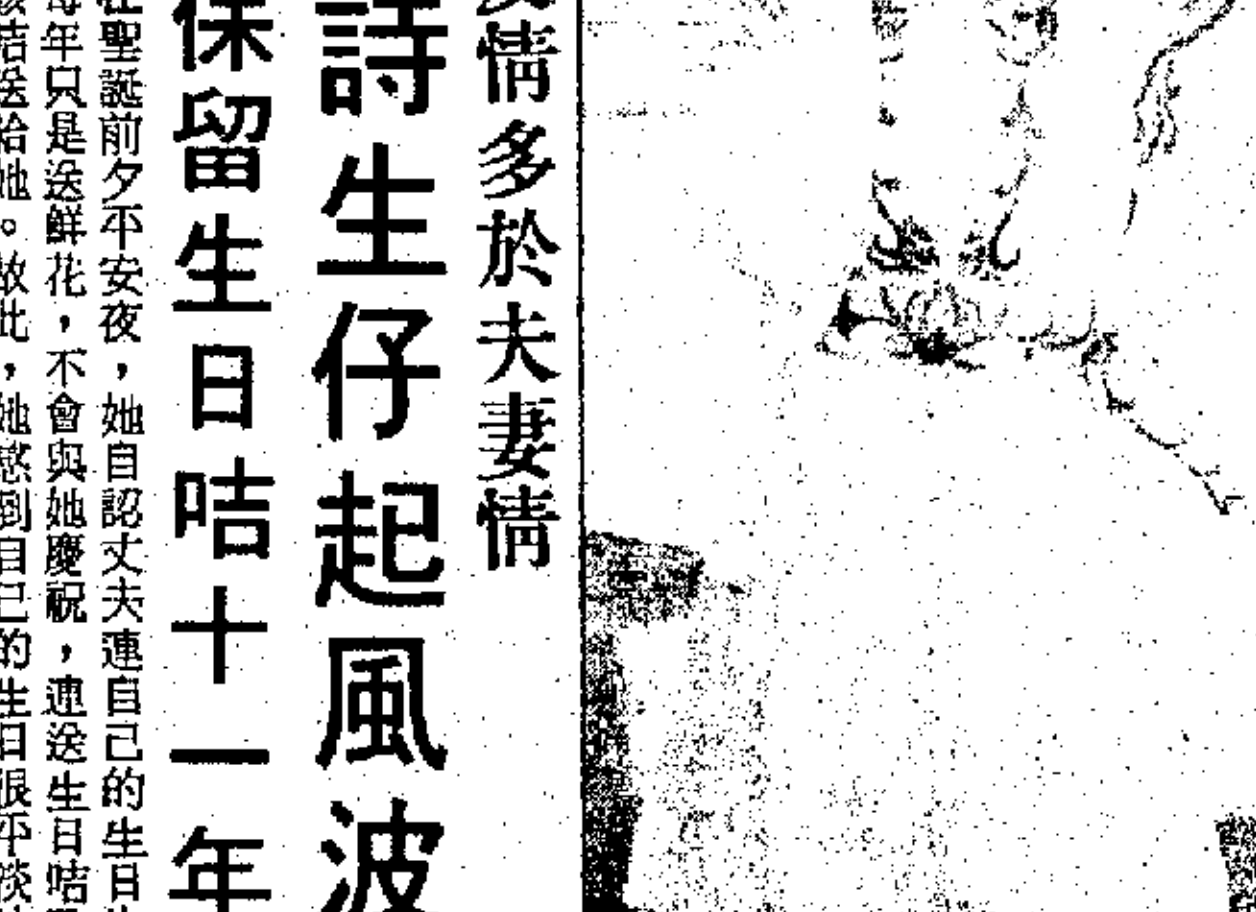 情多於夫妻情
詩生仔起風波
保留生日咭十一年
聖誕前夕平安夜，她自認丈夫連自己的生日
每年只是送鮮花，不會與她慶祝，連送生日咭
咭送給她。故此，她感到自己的生日很平淡